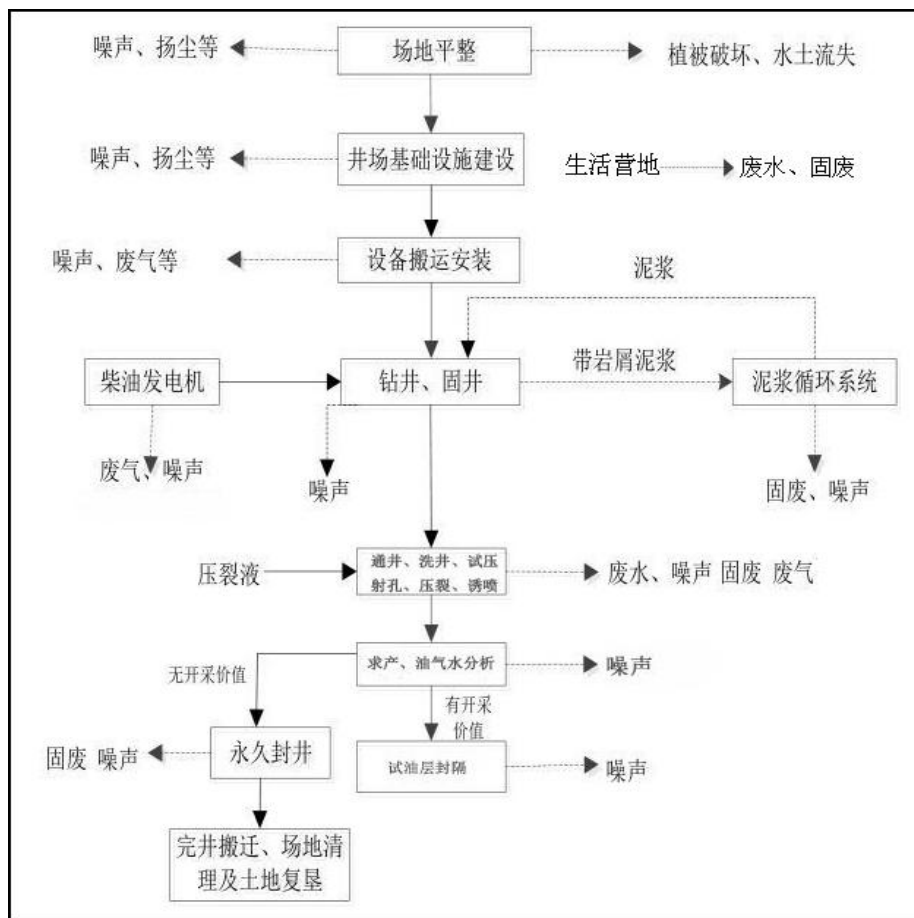 噪声、扬尘等
场地平整
植被破坏、水土流失
噪声、扬尘等
井场基础设施建设
生活营地
废水、固废
噪声、废气等
设备搬运安装
泥浆
柴油发电机
钻井、固井
带岩屑泥浆
泥浆循环系统
废气、噪声
噪声
固废、噪声
压裂液
通井、洗井、试压
射孔、压裂、诱喷
废水、噪声 固废 废气
无开采价值
求产、油气水分析
噪声
有开采
价值
固废 噪声
永久封井
试油层封隔
噪声
完井搬迁、场地清
理及土地复垦